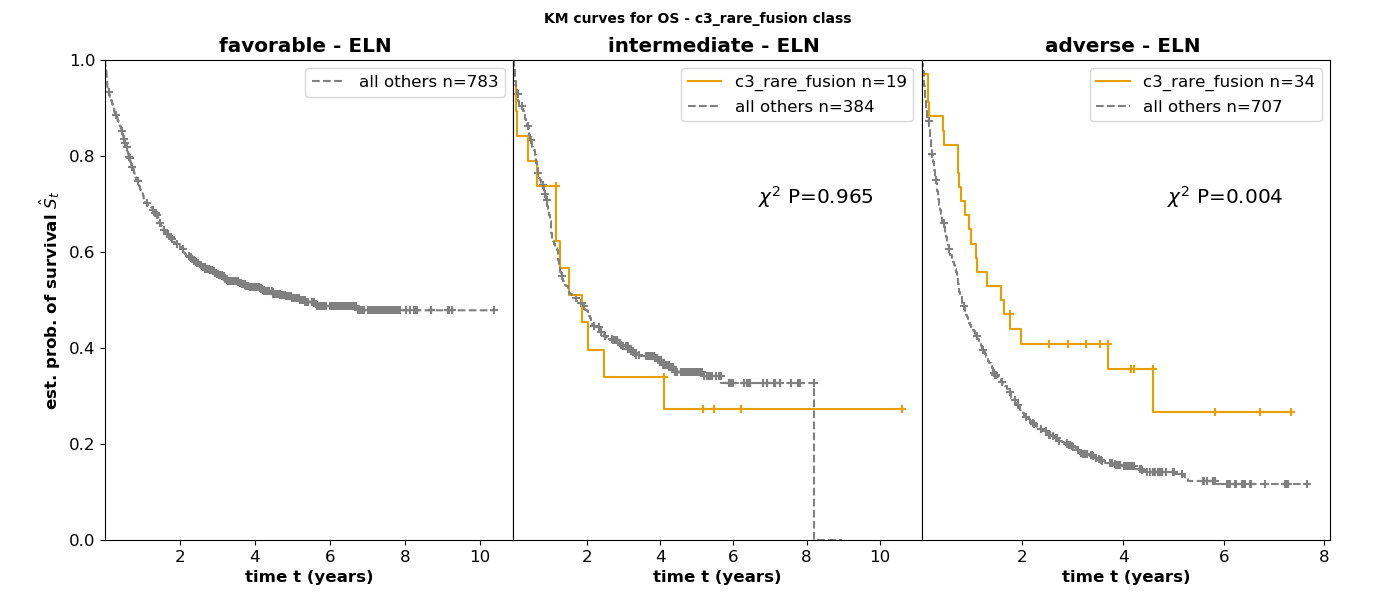 KM curves for OS - c3_rare_fusion class
favorable - ELN
intermediate - ELN
adverse - ELN
est. prob. of survival Ŝt
1.0
0.8
0.6
0.4
0.2
0.0
all others n=783
2
4
6
8
10
time t (years)
c3_rare_fusion n=19
all others n=384
χ² P=0.965
2
4
6
8
10
time t (years)
c3_rare_fusion n=34
all others n=707
χ² P=0.004
2
4
6
8
time t (years)